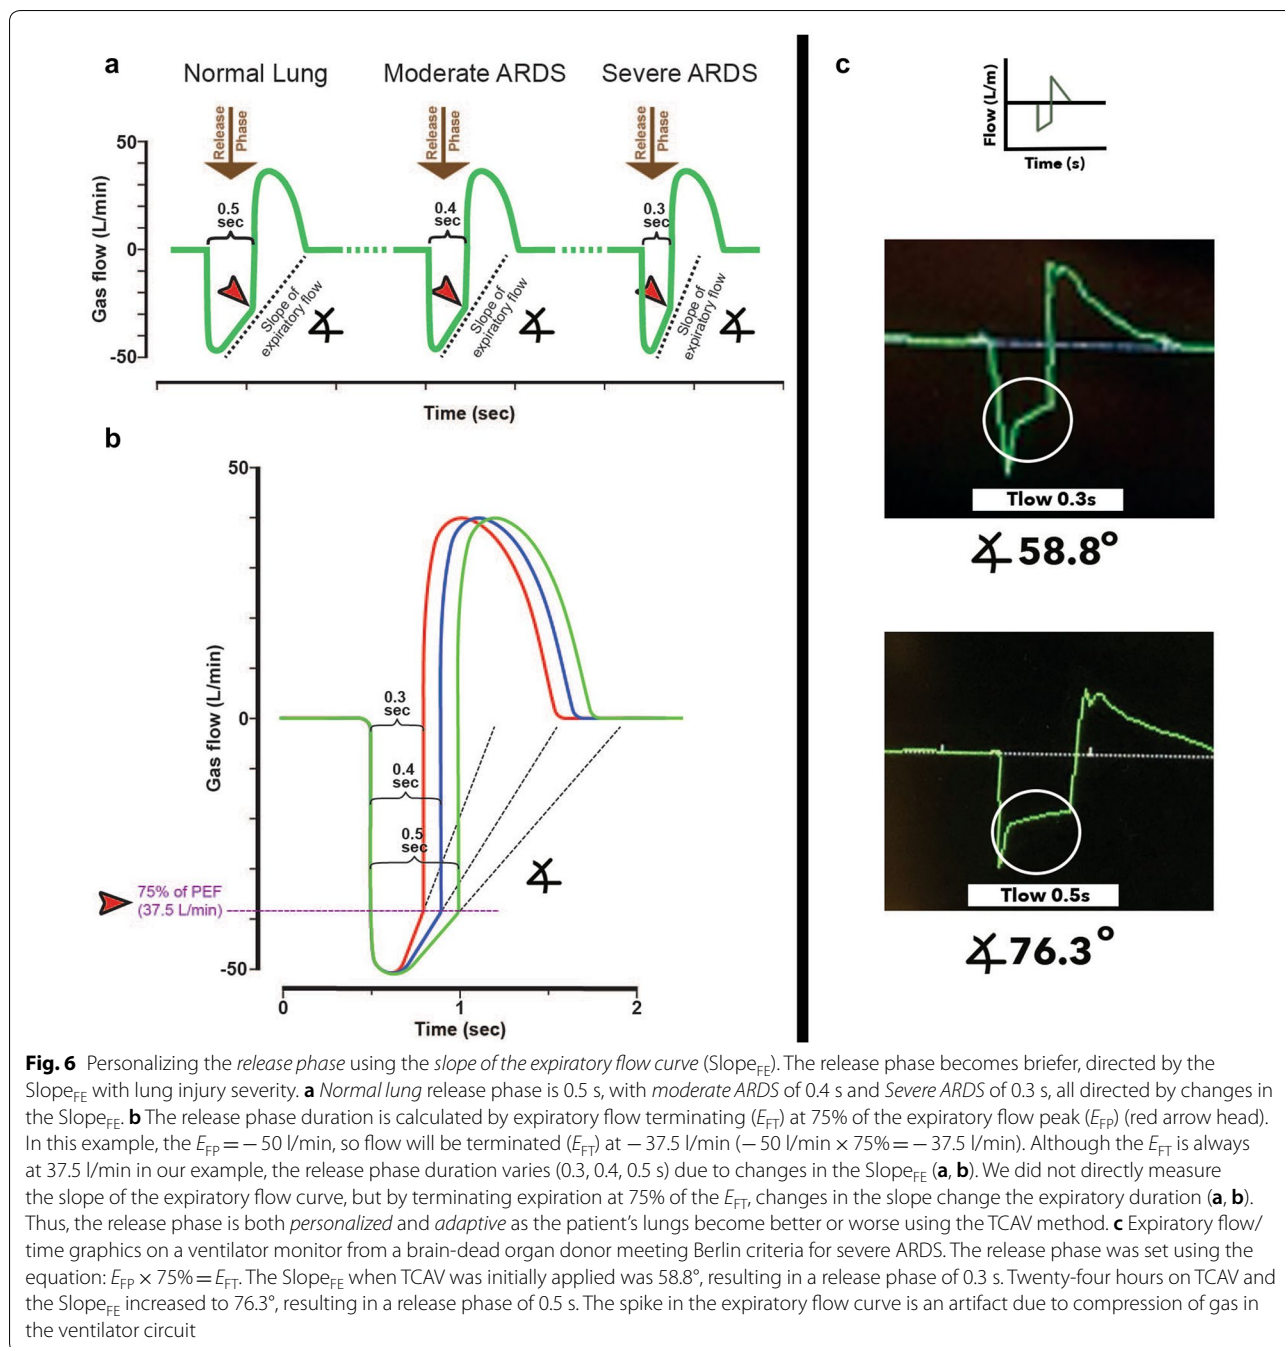 a
Normal Lung
Moderate ARDS
Severe ARDS
Release Phase
Release Phase
Release Phase
50
0
-50
Gas flow (L/min)
0.5 sec
0.4 sec
0.3 sec
Slope of expiratory flow
Slope of expiratory flow
Slope of expiratory flow
Time (sec)
b
50
0
-50
Gas flow (L/min)
0.3 sec
0.4 sec
0.5 sec
75% of PEF
(37.5 L/min)
0
1
2
Time (sec)
c
Flow (L/m)
Time (s)
Tlow 0.3s
58.8°
Tlow 0.5s
76.3°
Fig. 6 Personalizing the release phase using the slope of the expiratory flow curve (SlopeFE). The release phase becomes briefer, directed by the
SlopeFE with lung injury severity. a Normal lung release phase is 0.5 s, with moderate ARDS of 0.4 s and Severe ARDS of 0.3 s, all directed by changes in
the SlopeFE. b The release phase duration is calculated by expiratory flow terminating (EFT) at 75% of the expiratory flow peak (EFP) (red arrow head).
In this example, the EFP = − 50 l/min, so flow will be terminated (EFT) at − 37.5 l/min (− 50 l/min × 75% = − 37.5 l/min). Although the EFT is always
at 37.5 l/min in our example, the release phase duration varies (0.3, 0.4, 0.5 s) due to changes in the SlopeFE (a, b). We did not directly measure
the slope of the expiratory flow curve, but by terminating expiration at 75% of the EFT, changes in the slope change the expiratory duration (a, b).
Thus, the release phase is both personalized and adaptive as the patient's lungs become better or worse using the TCAV method. c Expiratory flow/
time graphics on a ventilator monitor from a brain-dead organ donor meeting Berlin criteria for severe ARDS. The release phase was set using the
equation: EFP × 75% = EFT. The SlopeFE when TCAV was initially applied was 58.8°, resulting in a release phase of 0.3 s. Twenty-four hours on TCAV and
the SlopeFE increased to 76.3°, resulting in a release phase of 0.5 s. The spike in the expiratory flow curve is an artifact due to compression of gas in
the ventilator circuit